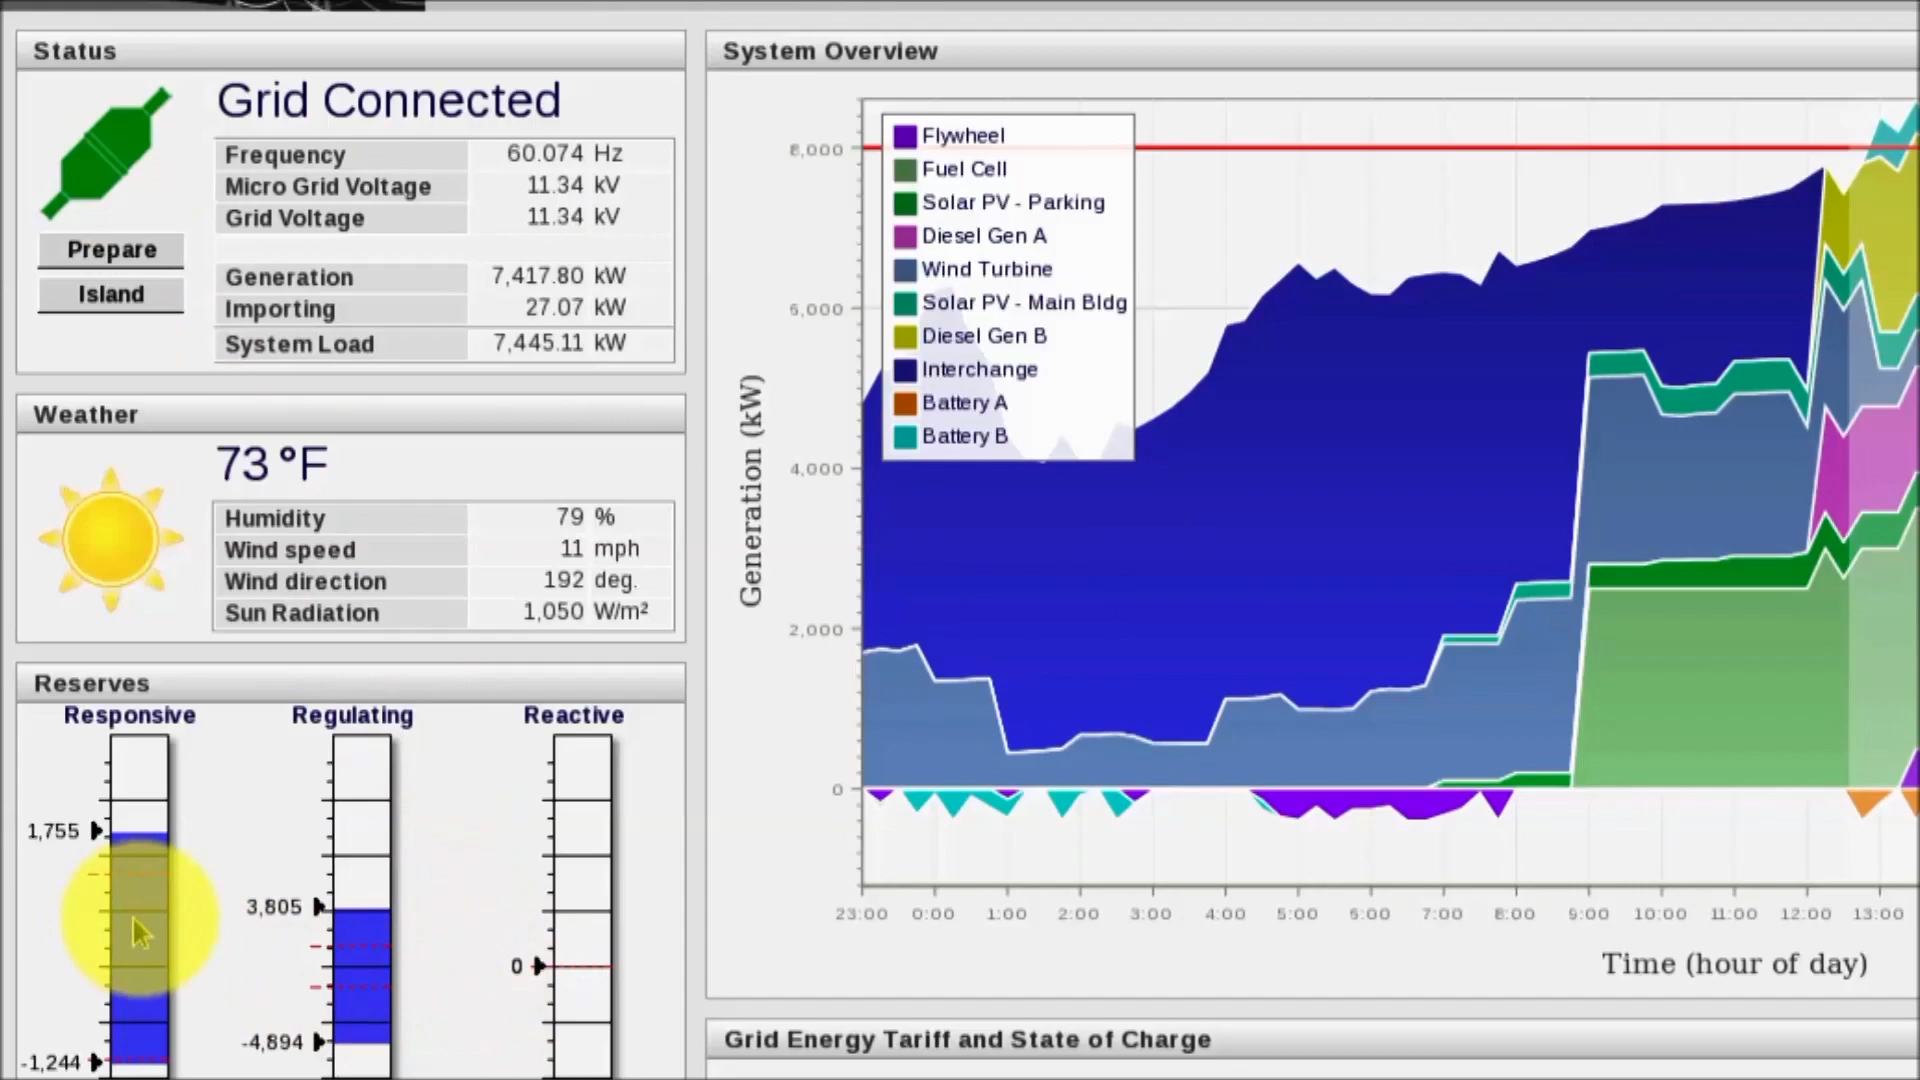 Status
Grid Connected
Frequency 60.074 Hz
Micro Grid Voltage 11.34 kV
Grid Voltage 11.34 kV
Prepare
Island
Generation 7,417.80 kW
Importing 27.07 kW
System Load 7,445.11 kW
Weather
73 °F
Humidity 79 %
Wind speed 11 mph
Wind direction 192 deg.
Sun Radiation 1,050 W/m²
Reserves
Responsive Regulating Reactive
1,755
3,805
0
-4,894
-1,244
System Overview
Flywheel
Fuel Cell
Solar PV - Parking
Diesel Gen A
Wind Turbine
Solar PV - Main Bldg
Diesel Gen B
Interchange
Battery A
Battery B
Generation (kW)
8,000
6,000
4,000
2,000
0
23:00 0:00 1:00 2:00 3:00 4:00 5:00 6:00 7:00 8:00 9:00 10:00 11:00 12:00 13:00
Time (hour of day)
Grid Energy Tariff and State of Charge